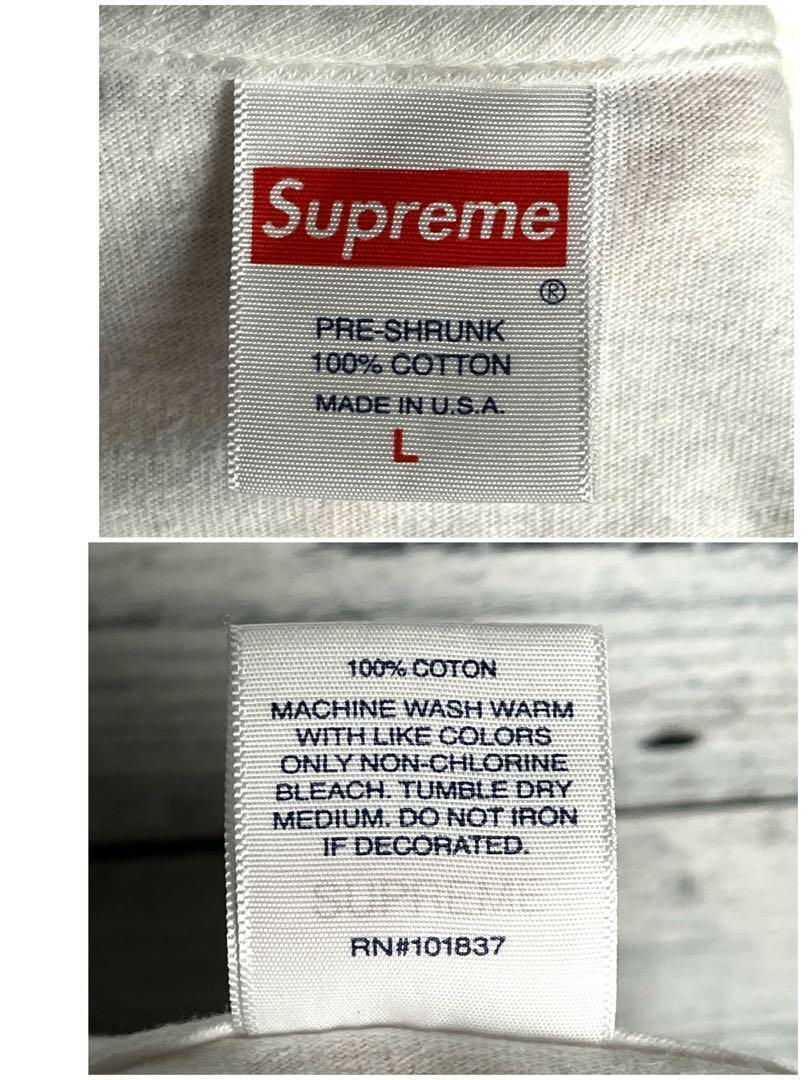 Supreme
®
PRE-SHRUNK
100% COTTON
MADE IN U.S.A.
L
100% COTON
MACHINE WASH WARM
WITH LIKE COLORS
ONLY NON-CHLORINE
BLEACH. TUMBLE DRY
MEDIUM. DO NOT IRON
IF DECORATED.
SUPREME
RN#101837